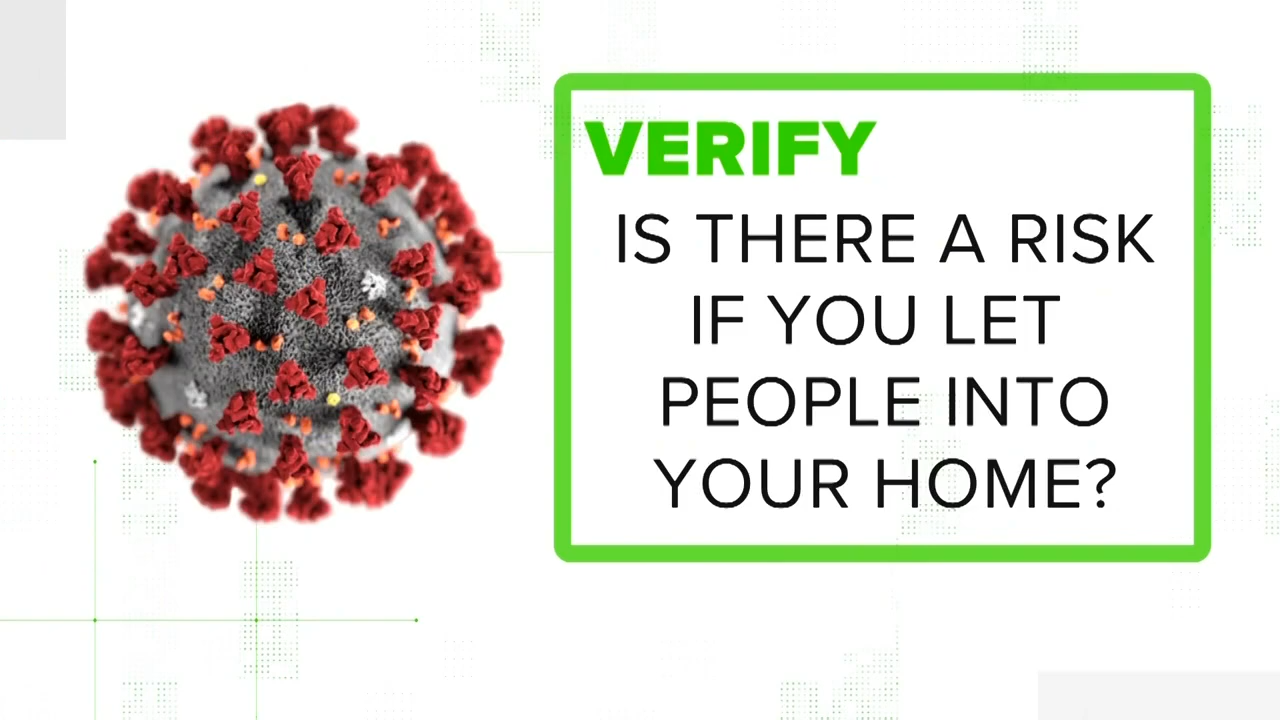 VERIFY
IS THERE A RISK
IF YOU LET
PEOPLE INTO
YOUR HOME?